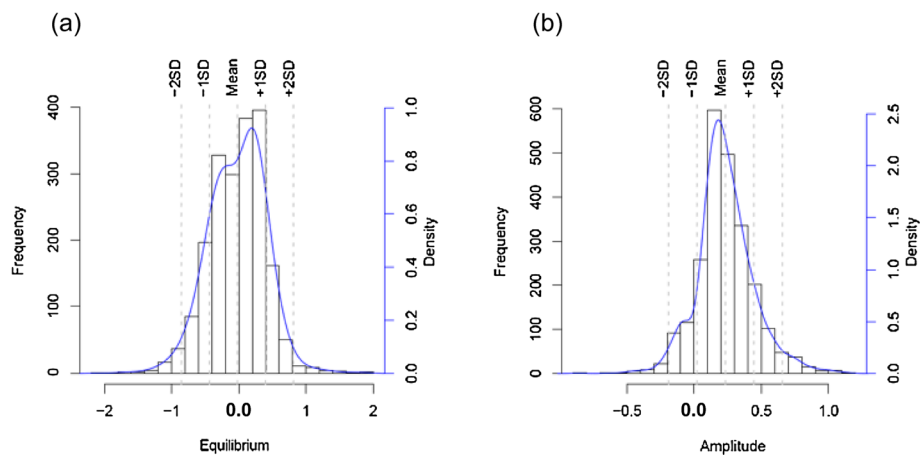 (a)
−2SD −1SD Mean +1SD +2SD
Frequency
400
300
200
100
0
1.0
0.8
0.6
0.4
0.2
0.0
Density
−2 −1 0.0 1 2
Equilibrium
(b)
−2SD −1SD Mean +1SD +2SD
Frequency
600
500
400
300
200
100
0
2.5
2.0
1.5
1.0
0.5
0.0
Density
−0.5 0.0 0.5 1.0
Amplitude